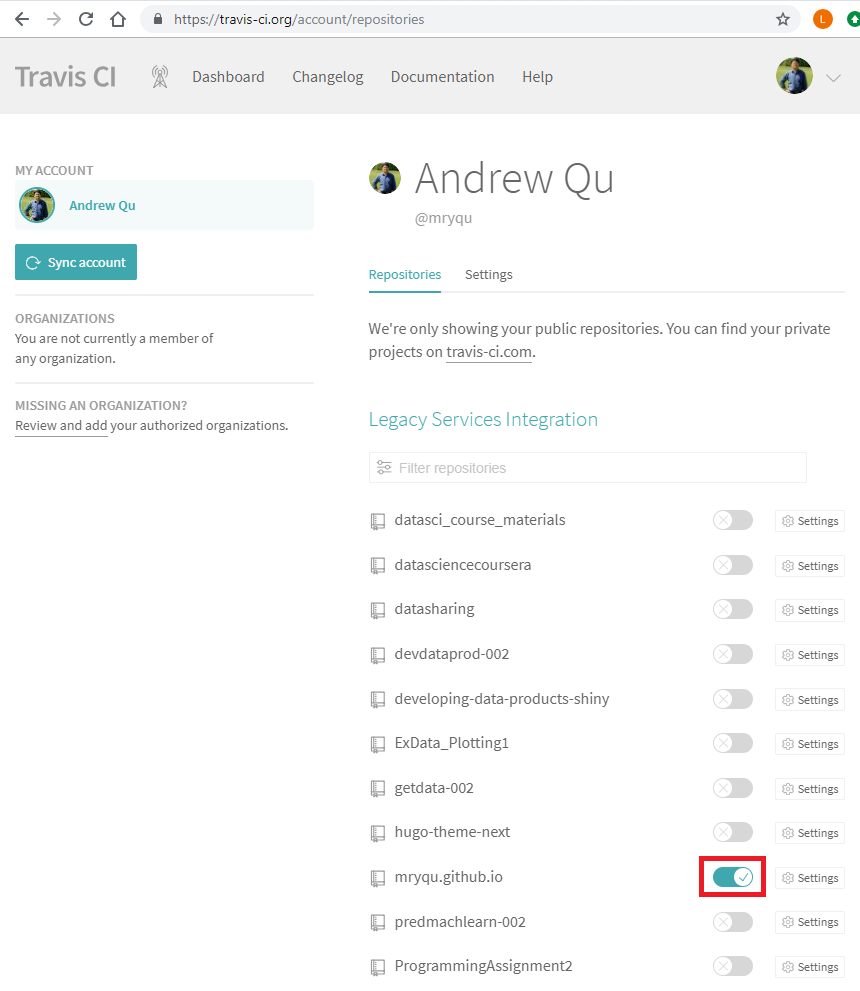 https://travis-ci.org/account/repositories
L
Travis CI
Dashboard
Changelog
Documentation
Help
MY ACCOUNT
Andrew Qu
Sync account
ORGANIZATIONS
You are not currently a member of
any organization.
MISSING AN ORGANIZATION?
Review and add your authorized organizations.
Andrew Qu
@mryqu
Repositories
Settings
We're only showing your public repositories. You can find your private
projects on travis-ci.com.
Legacy Services Integration
Filter repositories
datasci_course_materials Settings
datasciencecoursera Settings
datasharing Settings
devdataprod-002 Settings
developing-data-products-shiny Settings
ExData_Plotting1 Settings
getdata-002 Settings
hugo-theme-next Settings
mryqu.github.io Settings
predmachlearn-002 Settings
ProgrammingAssignment2 Settings